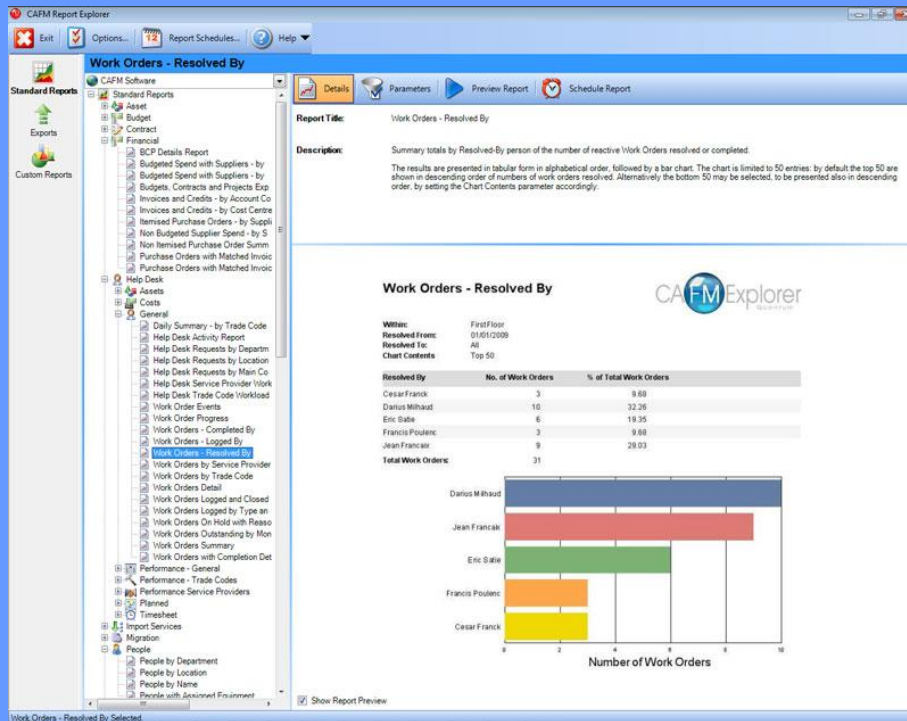 CAFM Report Explorer
Exit
Options...
12
Report Schedules...
Help
Work Orders - Resolved By
Standard Reports
Exports
Custom Reports
CAFM Software
Standard Reports
Asset
Budget
Contract
Financial
BCP Details Report
Budgeted Spend with Suppliers - by
Budgeted Spend with Suppliers - by
Budgets, Contracts and Projects Exp
Invoices and Credits - by Account Co
Invoices and Credits - by Cost Centre
Itemised Purchase Orders - by Suppli
Non Budgeted Supplier Spend - by S
Non Itemised Purchase Order Summ
Purchase Orders with Matched Invoic
Purchase Orders with Matched Invoic
Help Desk
Assets
Costs
General
Daily Summary - by Trade Code
Help Desk Activity Report
Help Desk Requests by Departm
Help Desk Requests by Location
Help Desk Requests by Main Co
Help Desk Service Provider Work
Help Desk Trade Code Workload
Work Order Events
Work Order Progress
Work Orders - Completed By
Work Orders - Logged By
Work Orders - Resolved By
Work Orders by Service Provider
Work Orders by Trade Code
Work Orders Detail
Work Orders Logged and Closed
Work Orders Logged by Type an
Work Orders On Hold with Reaso
Work Orders Outstanding by Mon
Work Orders Summary
Work Orders with Completion Det
Performance - General
Performance - Trade Codes
Performance Service Providers
Planned
Timesheet
Import Services
Migration
People
People by Department
People by Location
People by Name
People with Assigned Equipment
Details
Parameters
Preview Report
Schedule Report
Report Title: Work Orders - Resolved By
Description: Summary totals by Resolved-By person of the number of reactive Work Orders resolved or completed.
The results are presented in tabular form in alphabetical order, followed by a bar chart. The chart is limited to 50 entries: by default the top 50 are
shown in descending order of numbers of work orders resolved. Alternatively the bottom 50 may be selected, to be presented also in descending
order, by setting the Chart Contents parameter accordingly.
Work Orders - Resolved By
CAFM Explorer
Quantum
Within: First Floor
Resolved From: 01/01/2009
Resolved To: All
Chart Contents Top 50
Resolved By No. of Work Orders % of Total Work Orders
Cesar Franck 3 9.68
Darius Milhaud 10 32.26
Eric Satie 6 19.35
Francis Poulenc 3 9.68
Jean Francaix 9 29.03
Total Work Orders: 31
Darius Milhaud
Jean Francaix
Eric Satie
Francis Poulenc
Cesar Franck
0 2 4 6 8 10
Number of Work Orders
Show Report Preview
Work Orders - Resolved By Selected